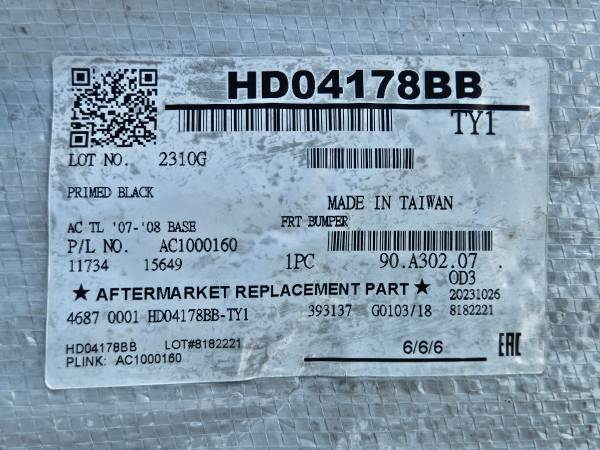 HD04178BB
TY1
LOT NO. 2310G
PRIMED BLACK
MADE IN TAIWAN
AC TL '07-'08 BASE FRT BUMPER
P/L NO. AC1000160
11734 15649 1PC 90.A302.07
OD3
★ AFTERMARKET REPLACEMENT PART ★ 20231026
4687 0001 HD04178BB-TY1 393137 G0103/18 8182221
HD04178BB LOT#8182221
PLINK: AC1000160
6/6/6 EAC